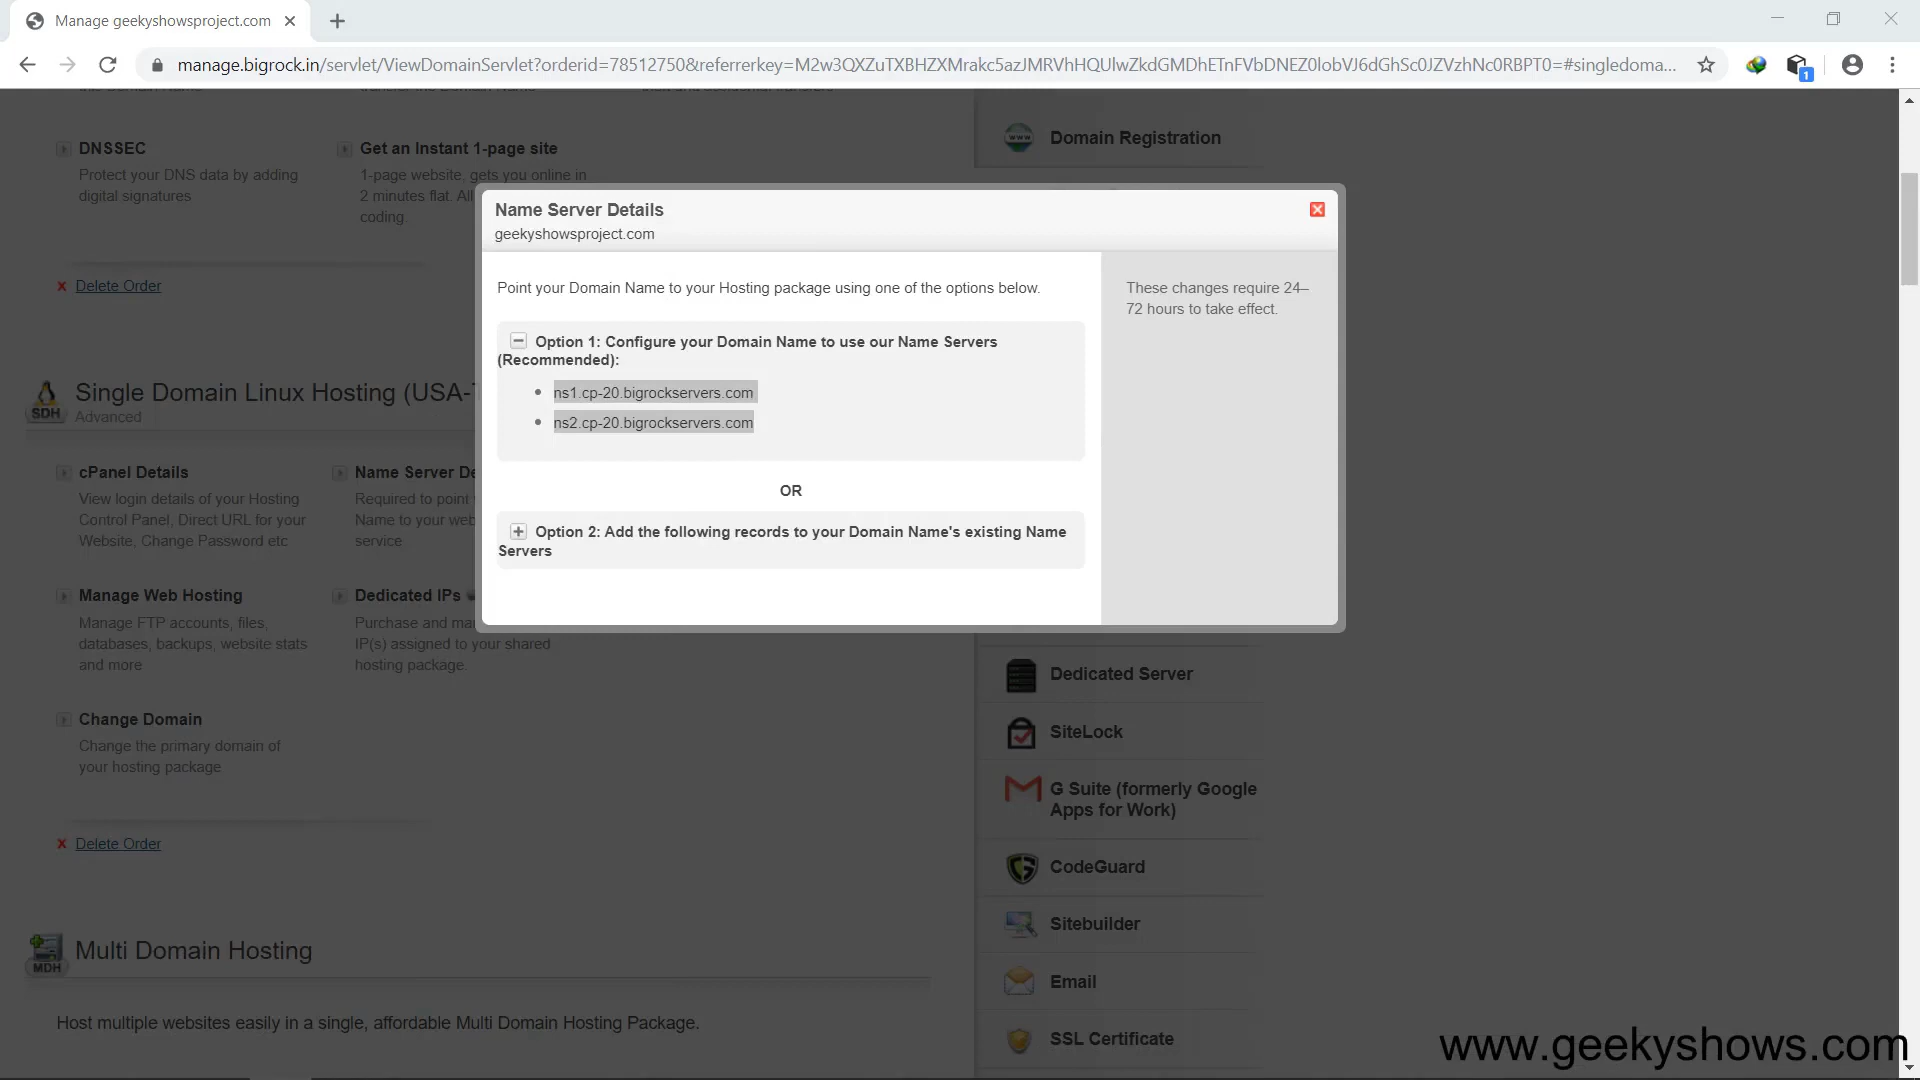 Manage geekyshowsproject.com
manage.bigrock.in/servlet/ViewDomainServlet?orderid=78512750&referrerkey=M2w3QXZuTXBHZXMrakc5azJMRVhHQUlwZkdGMDhETnFVbDNEZ0lobVJ6dGhSc0JZVzhNc0RBPT0=#singledoma...
1
DNSSEC
Protect your DNS data by adding
digital signatures
Get an Instant 1-page site
1-page website, gets you online in
2 minutes flat. All
coding.
Delete Order
www
Domain Registration
Name Server Details
geekyshowsproject.com
Point your Domain Name to your Hosting package using one of the options below.
Option 1: Configure your Domain Name to use our Name Servers
(Recommended):
ns1.cp-20.bigrockservers.com
ns2.cp-20.bigrockservers.com
OR
Option 2: Add the following records to your Domain Name's existing Name
Servers
These changes require 24–
72 hours to take effect.
SDH
Single Domain Linux Hosting (USA-
Advanced
cPanel Details
View login details of your Hosting
Control Panel, Direct URL for your
Website, Change Password etc
Name Server De
Required to point
Name to your web
service
Manage Web Hosting
Manage FTP accounts, files,
databases, backups, website stats
and more
Dedicated IPs
Purchase and ma
IP(s) assigned to your shared
hosting package.
Change Domain
Change the primary domain of
your hosting package
Delete Order
MDH
Multi Domain Hosting
Host multiple websites easily in a single, affordable Multi Domain Hosting Package.
Dedicated Server
SiteLock
G Suite (formerly Google
Apps for Work)
CodeGuard
Sitebuilder
Email
SSL Certificate
www.geekyshows.com